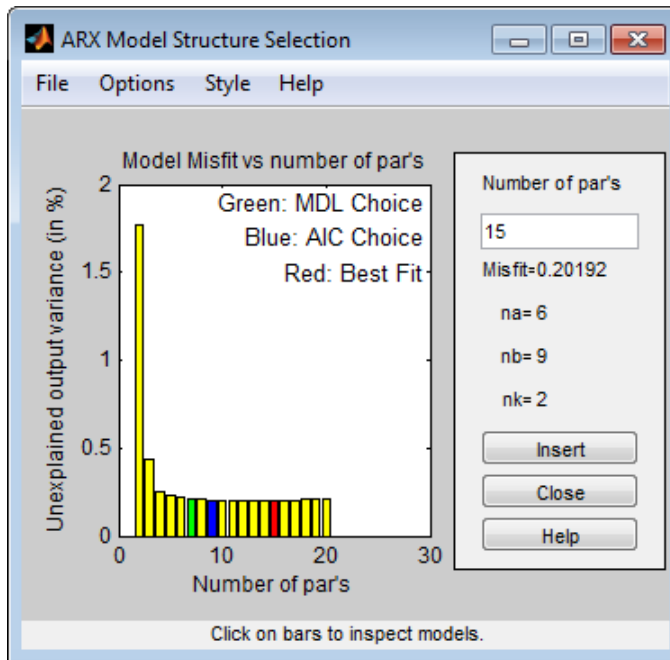 ARX Model Structure Selection
File Options Style Help
Model Misfit vs number of par's
Unexplained output variance (in %)
2
1.5
1
0.5
0
Green: MDL Choice
Blue: AIC Choice
Red: Best Fit
0 10 20 30
Number of par's
Number of par's
15
Misfit=0.20192
na= 6
nb= 9
nk= 2
Insert
Close
Help
Click on bars to inspect models.